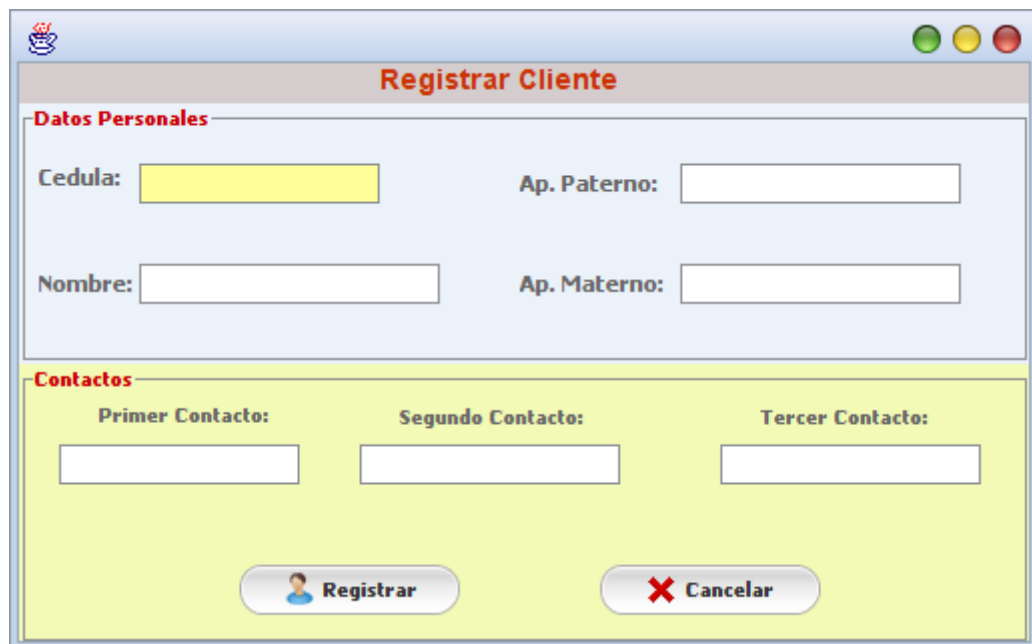 Registrar Cliente
Datos Personales
Cedula:
Ap. Paterno:
Nombre:
Ap. Materno:
Contactos
Primer Contacto:
Segundo Contacto:
Tercer Contacto:
Registrar
Cancelar